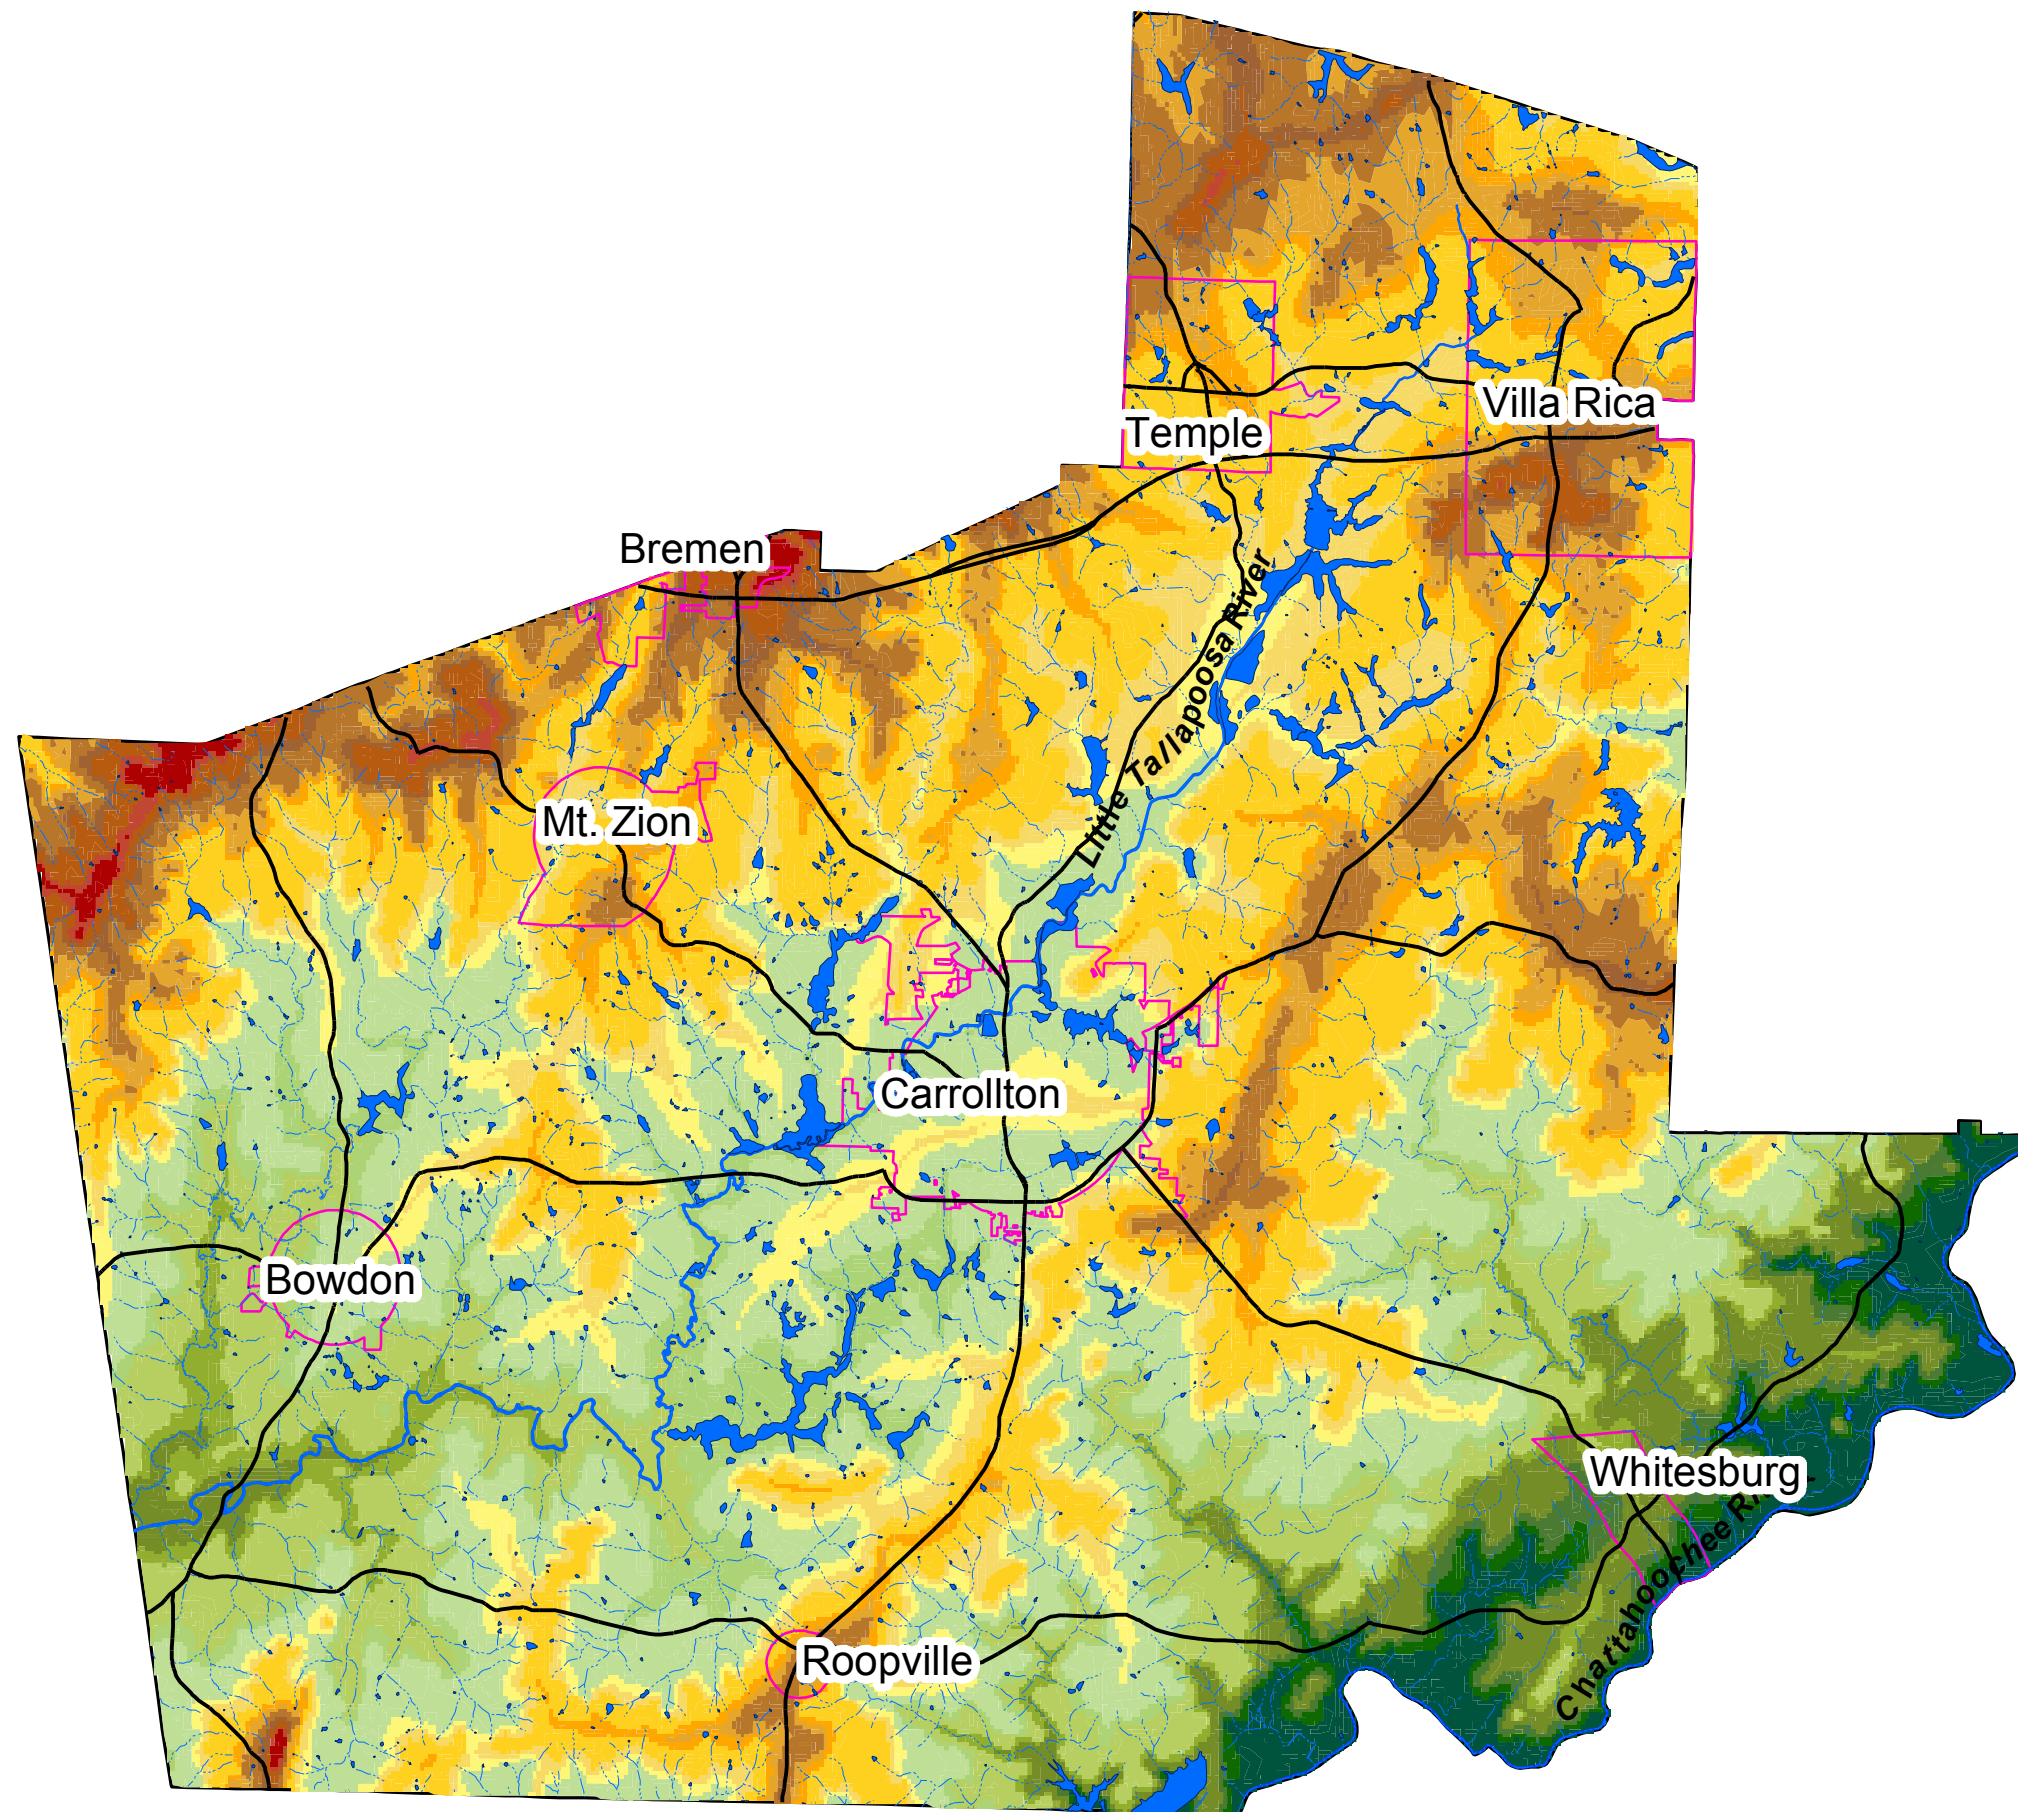 Villa Rica
Temple
Bremen
Little Tallapoosa River
Mt. Zion
Carrollton
Bowdon
Whitesburg
Chattahoochee
Roopville